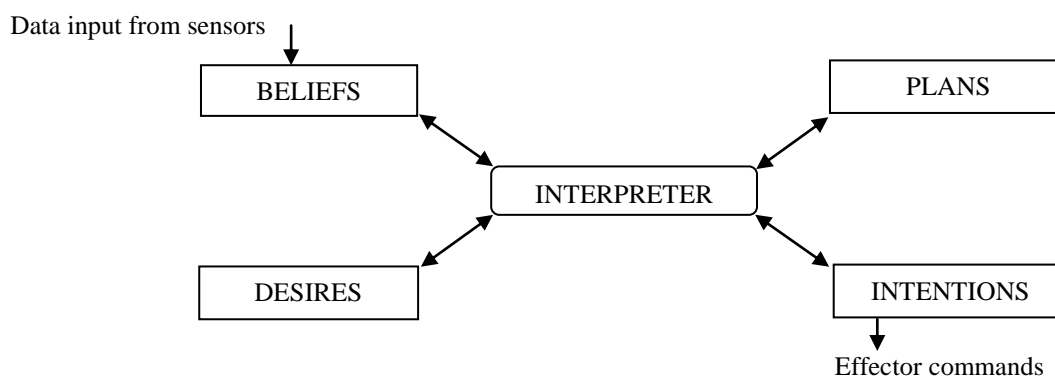 Data input from sensors
BELIEFS
PLANS
INTERPRETER
DESIRES
INTENTIONS
Effector commands